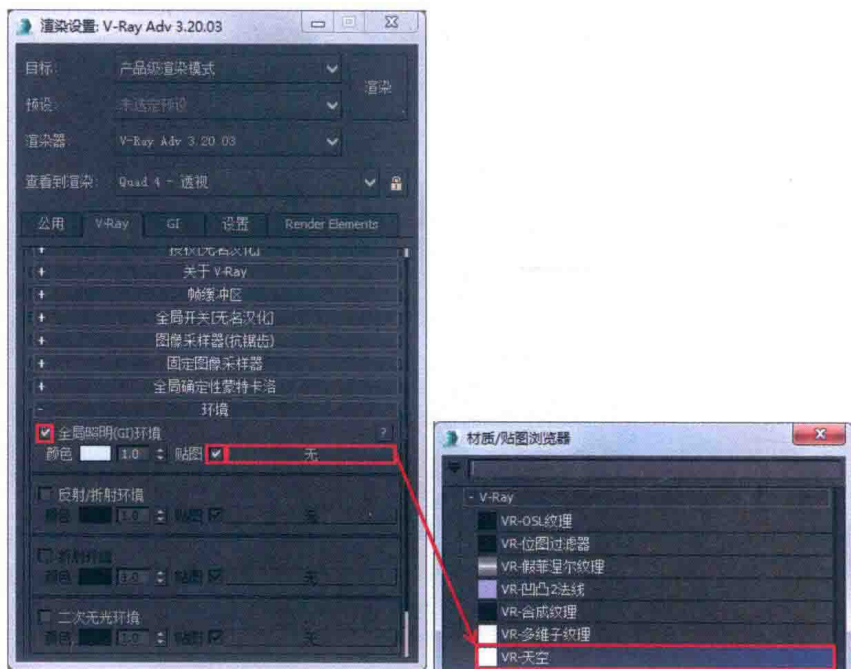 渲染设置: V-Ray Adv 3.20.03
目标: 产品级渲染模式
渲染
预设: 未选定预设
渲染器: V-Ray Adv 3.20.03
查看到渲染: Quad 4 - 透视
公用 V-Ray GI 设置 Render Elements
+ 授权[无名汉化]
+ 关于 V-Ray
+ 帧缓冲区
+ 全局开关[无名汉化]
+ 图像采样器(抗锯齿)
+ 固定图像采样器
+ 全局确定性蒙特卡洛
- 环境
全局照明(GI)环境 ?
颜色 1.0 贴图 无
反射/折射环境
颜色 1.0 贴图 无
折射环境
颜色 1.0 贴图 无
二次无光环境
颜色 1.0 贴图 无
材质/贴图浏览器
- V-Ray
VR-OSL纹理
VR-位图过滤器
VR-假菲涅尔纹理
VR-凹凸2法线
VR-合成纹理
VR-多维子纹理
VR-天空